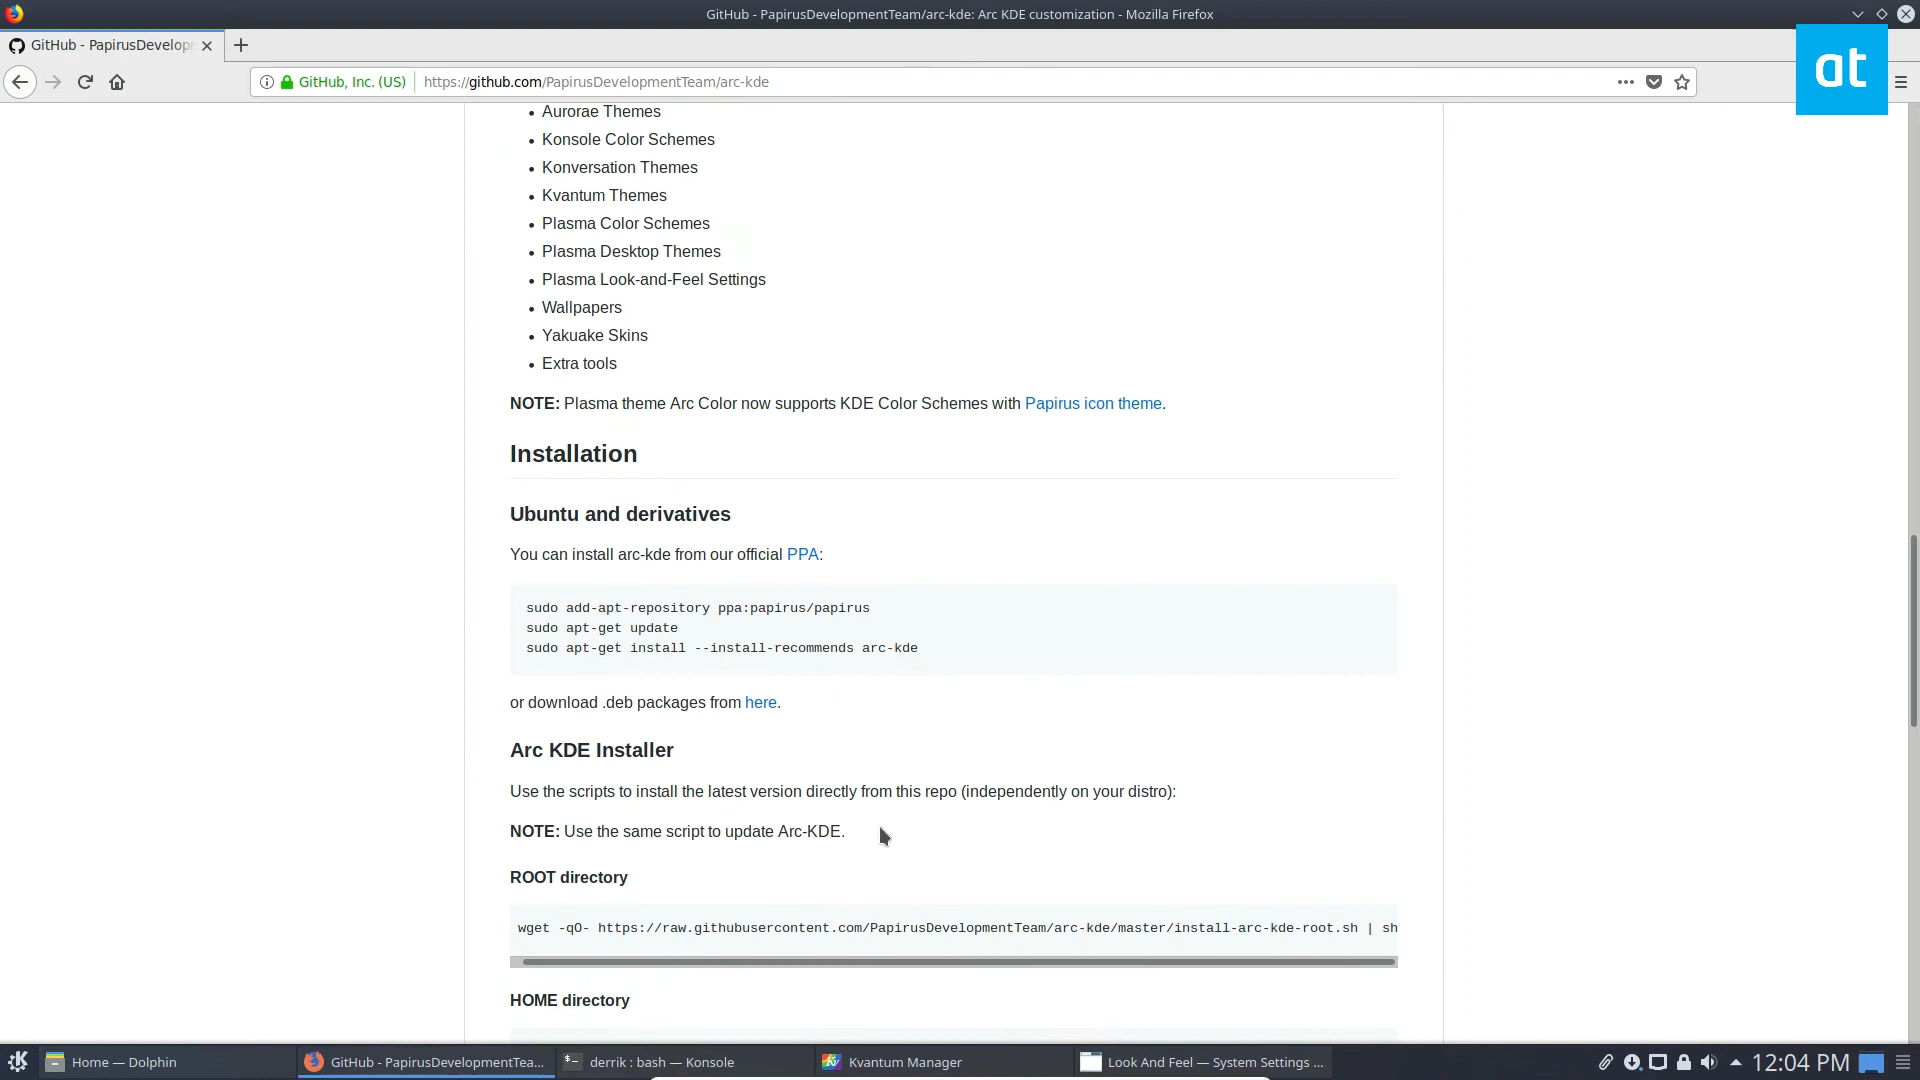 GitHub - PapirusDevelopmentTeam/arc-kde: Arc KDE customization - Mozilla Firefox
GitHub - PapirusDevelop
at
GitHub, Inc. (US)
https://github.com/PapirusDevelopmentTeam/arc-kde
Aurorae Themes
Konsole Color Schemes
Konversation Themes
Kvantum Themes
Plasma Color Schemes
Plasma Desktop Themes
Plasma Look-and-Feel Settings
Wallpapers
Yakuake Skins
Extra tools
NOTE: Plasma theme Arc Color now supports KDE Color Schemes with Papirus icon theme.
Installation
Ubuntu and derivatives
You can install arc-kde from our official PPA:
sudo add-apt-repository ppa:papirus/papirus
sudo apt-get update
sudo apt-get install --install-recommends arc-kde
or download .deb packages from here.
Arc KDE Installer
Use the scripts to install the latest version directly from this repo (independently on your distro):
NOTE: Use the same script to update Arc-KDE.
ROOT directory
wget -qO- https://raw.githubusercontent.com/PapirusDevelopmentTeam/arc-kde/master/install-arc-kde-root.sh | sh
HOME directory
Home — Dolphin
GitHub - PapirusDevelopmentTea...
derrik : bash — Konsole
Kvantum Manager
Look And Feel — System Settings ...
12:04 PM